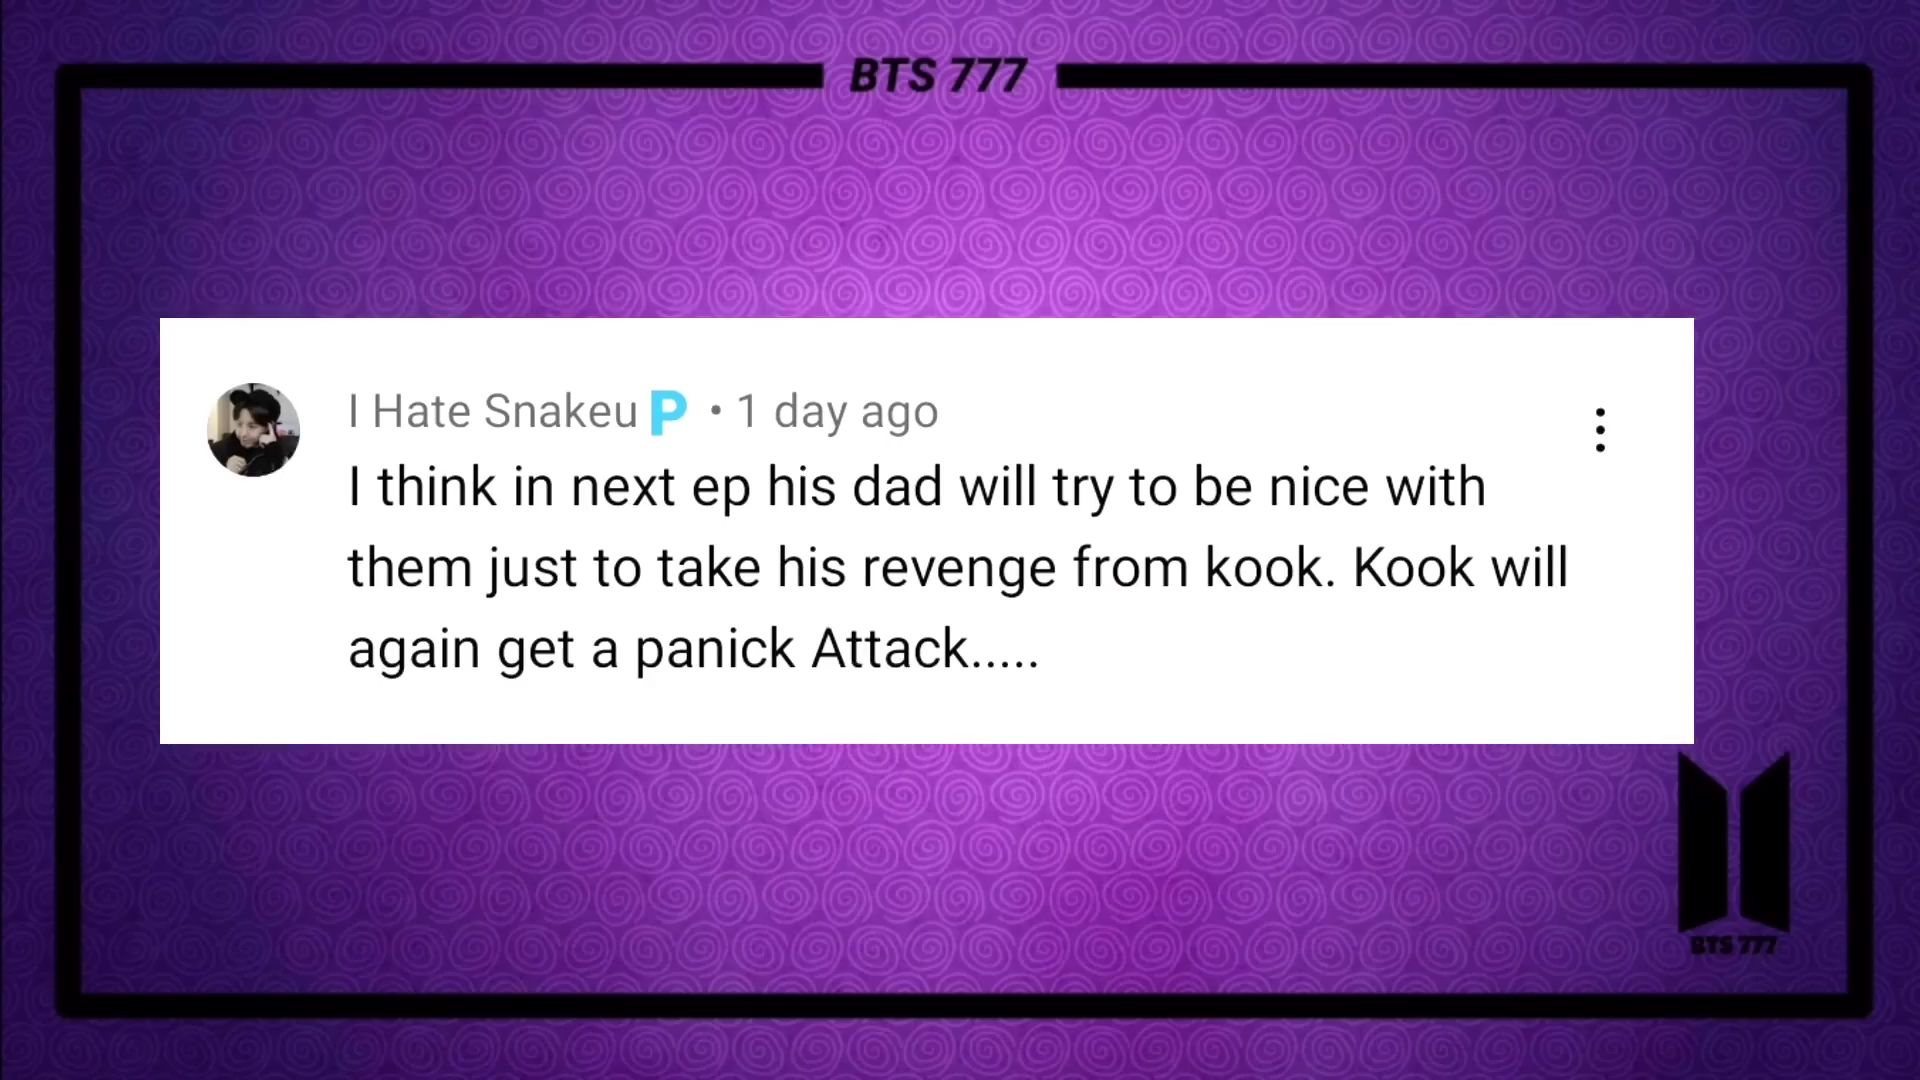 BTS 777
I Hate Snakeu P • 1 day ago
I think in next ep his dad will try to be nice with
them just to take his revenge from kook. Kook will
again get a panick Attack.....
BTS 777